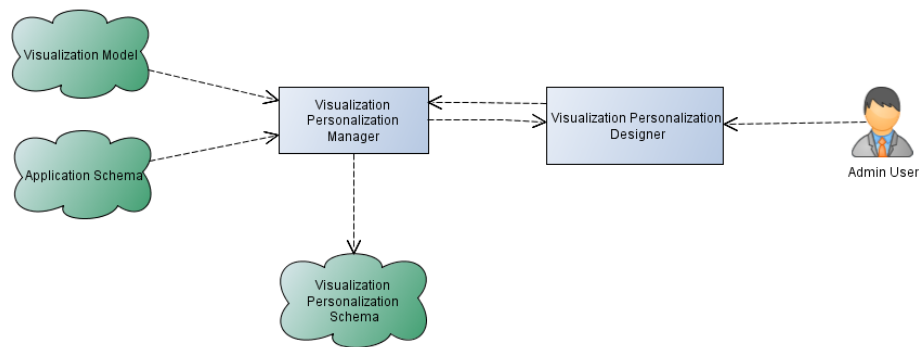 Visualization Model
Visualization
Personalization
Manager
Visualization Personalization
Designer
Application Schema
Admin User
Visualization
Personalization
Schema